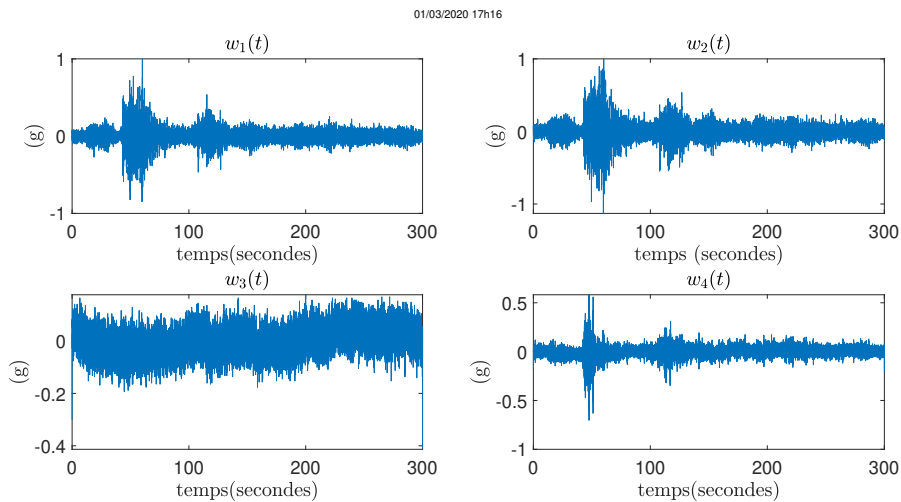 01/03/2020 17h16
w₁(t)
w₂(t)
1
0
-1
(g)
0 100 200 300
temps(secondes)
1
0
-1
(g)
0 100 200 300
temps (secondes)
w₃(t)
w₄(t)
0
-0.2
-0.4
(g)
0 100 200 300
temps(secondes)
0.5
0
-0.5
-1
(g)
0 100 200 300
temps(secondes)